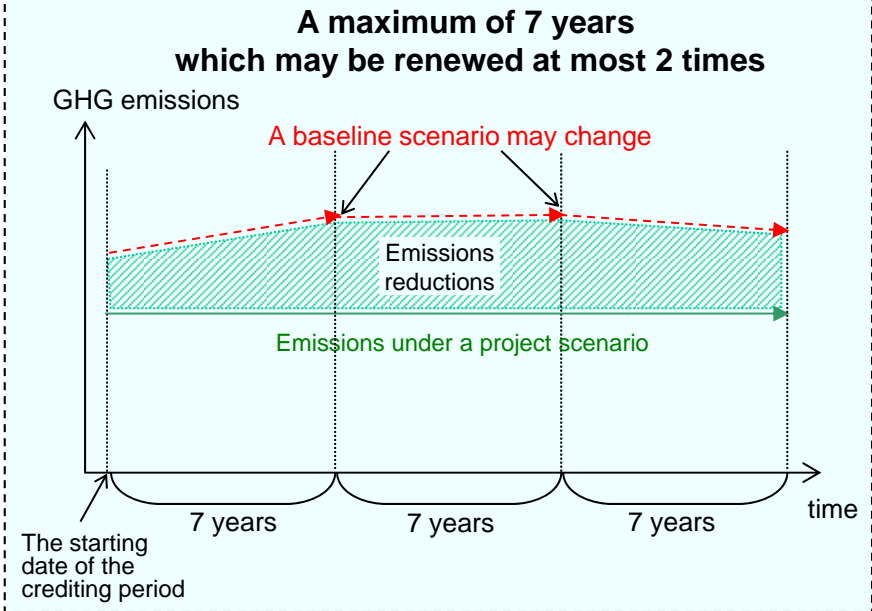 A maximum of 7 years
which may be renewed at most 2 times
GHG emissions
A baseline scenario may change
Emissions
reductions
Emissions under a project scenario
7 years
7 years
7 years
time
The starting
date of the
crediting period